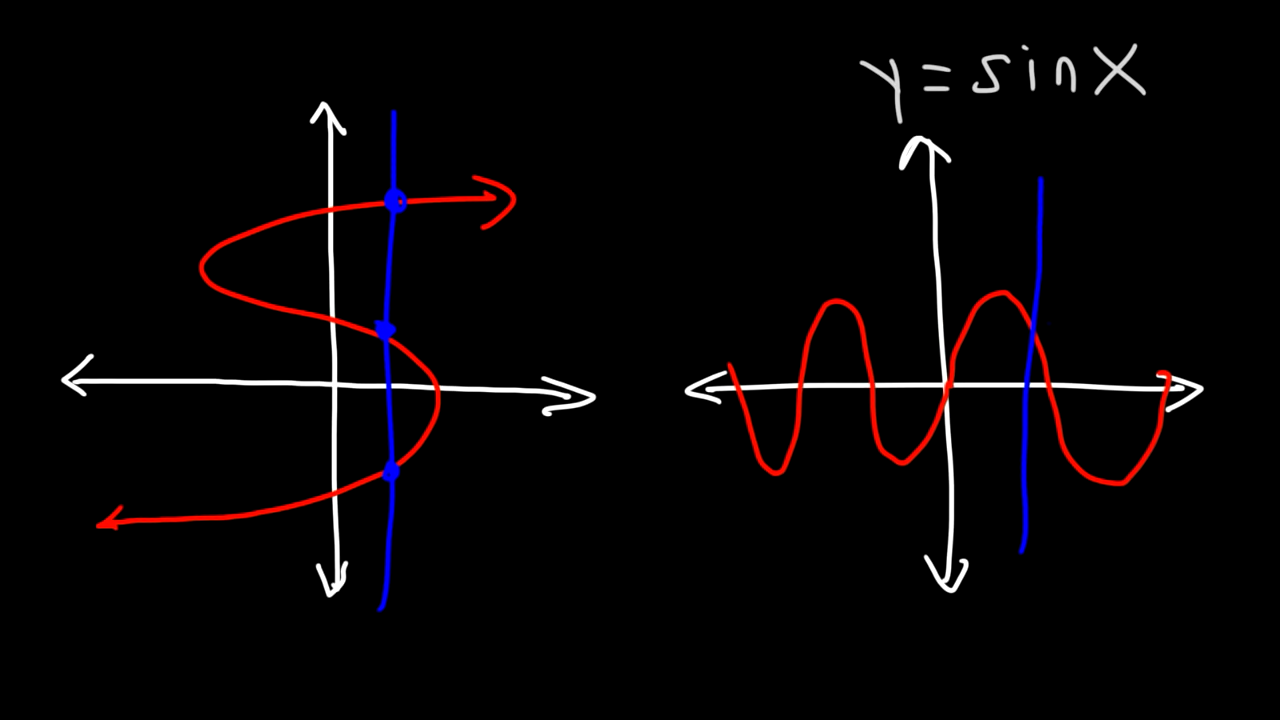 y = sin x